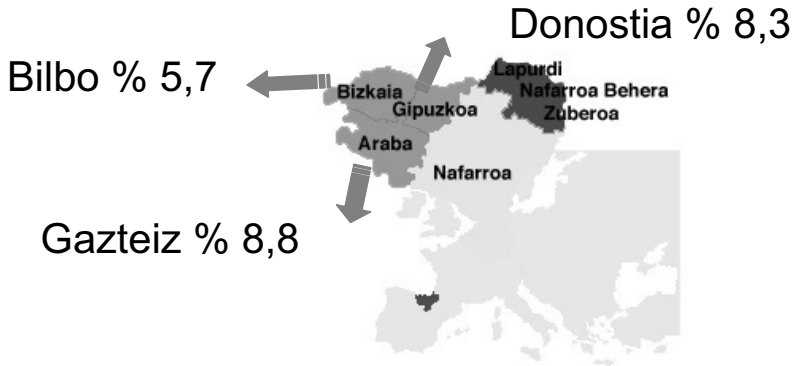 Donostia % 8,3
Bilbo % 5,7
Lapurdi
Bizkaia
Nafarroa Behera
Gipuzkoa
Zuberoa
Araba
Nafarroa
Gazteiz % 8,8